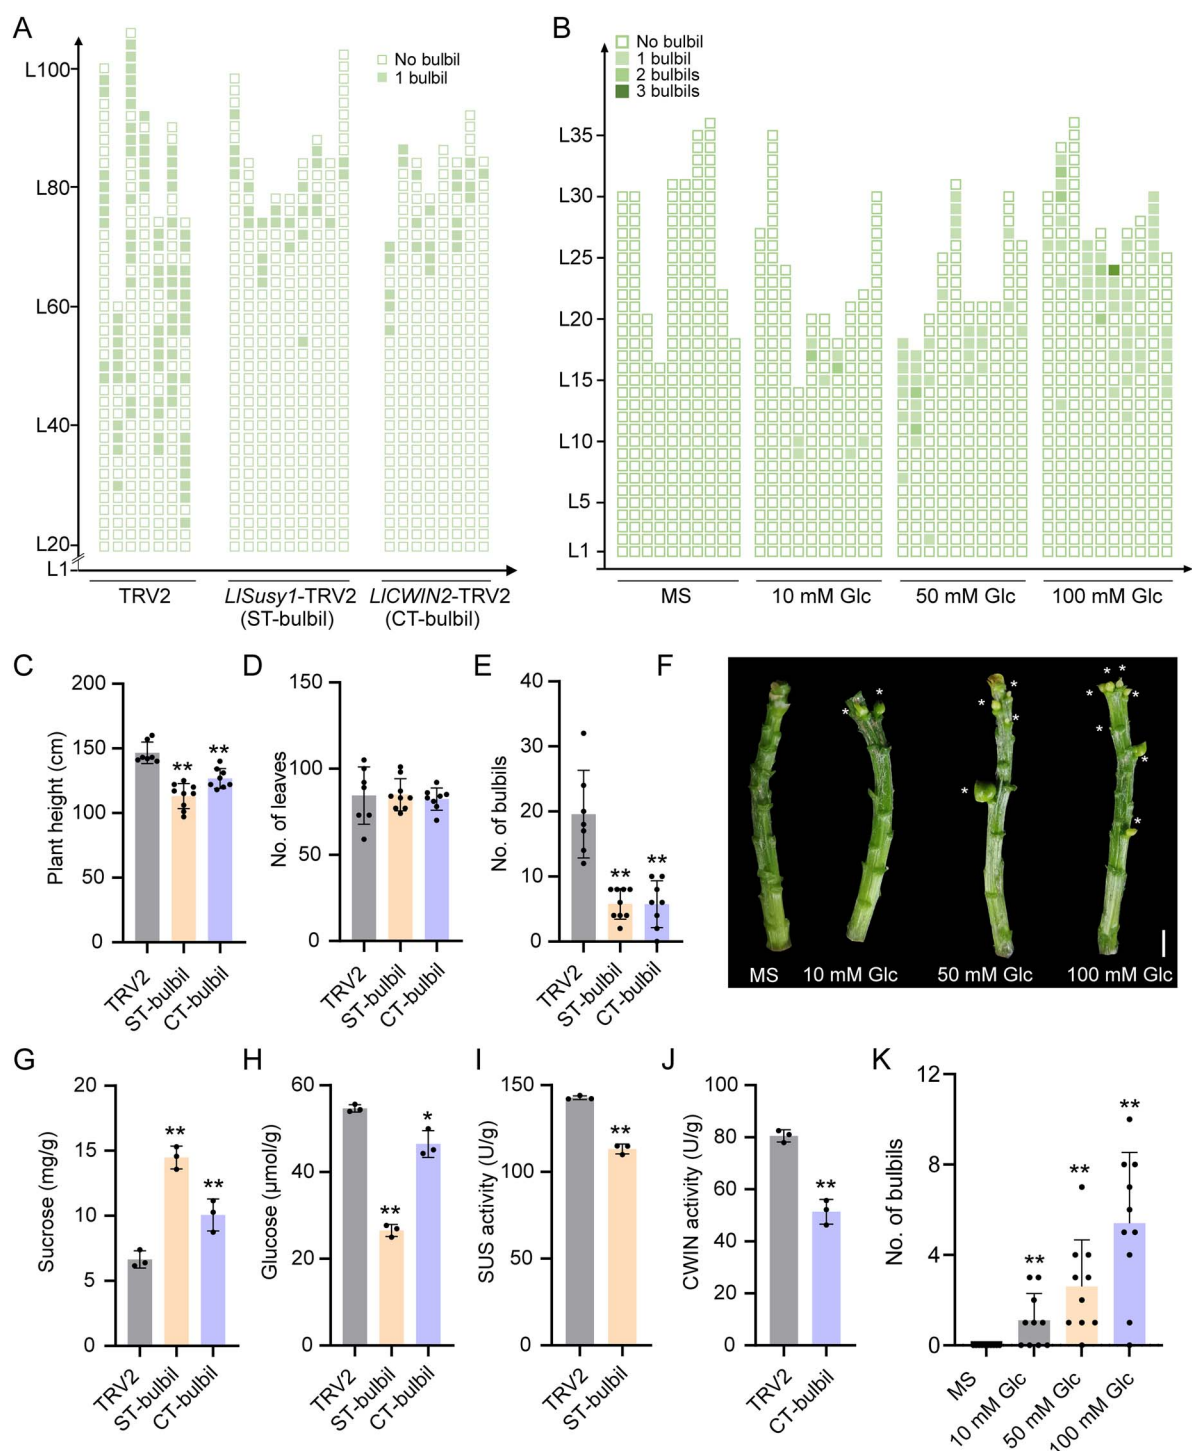 A
No bulbil
1 bulbil
L100
L80
L60
L40
L20
L1
TRV2
LlSusy1-TRV2
(ST-bulbil)
LlCWIN2-TRV2
(CT-bulbil)
B
No bulbil
1 bulbil
2 bulbils
3 bulbils
L35
L30
L25
L20
L15
L10
L5
L1
MS
10 mM Glc
50 mM Glc
100 mM Glc
C
Plant height (cm)
200
150
100
50
0
**
**
TRV2
ST-bulbil
CT-bulbil
D
No. of leaves
150
100
50
0
TRV2
ST-bulbil
CT-bulbil
E
No. of bulbils
40
30
20
10
0
**
**
TRV2
ST-bulbil
CT-bulbil
F
* * * * * * * * * * * * *
MS
10 mM Glc
50 mM Glc
100 mM Glc
G
Sucrose (mg/g)
20
15
10
5
0
**
**
TRV2
ST-bulbil
CT-bulbil
H
Glucose (μmol/g)
60
40
20
0
**
*
TRV2
ST-bulbil
CT-bulbil
I
SUS activity (U/g)
150
100
50
0
**
TRV2
ST-bulbil
J
CWIN activity (U/g)
100
80
60
40
20
0
**
TRV2
CT-bulbil
K
No. of bulbils
12
8
4
0
**
**
**
MS
10 mM Glc
50 mM Glc
100 mM Glc